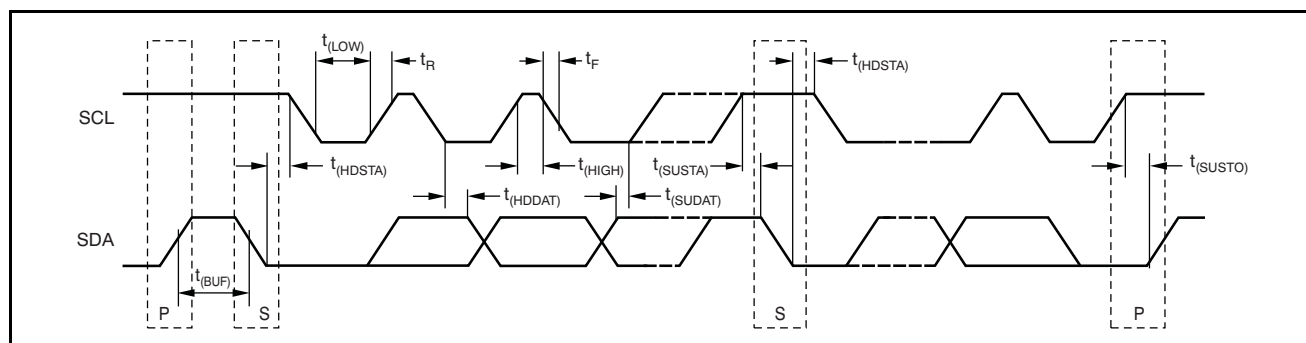 t(LOW)
tR
tF
t(HDSTA)
SCL
t(HDSTA)
t(HIGH)
t(SUSTA)
t(SUSTO)
t(HDDAT)
t(SUDAT)
SDA
t(BUF)
P
S
S
P